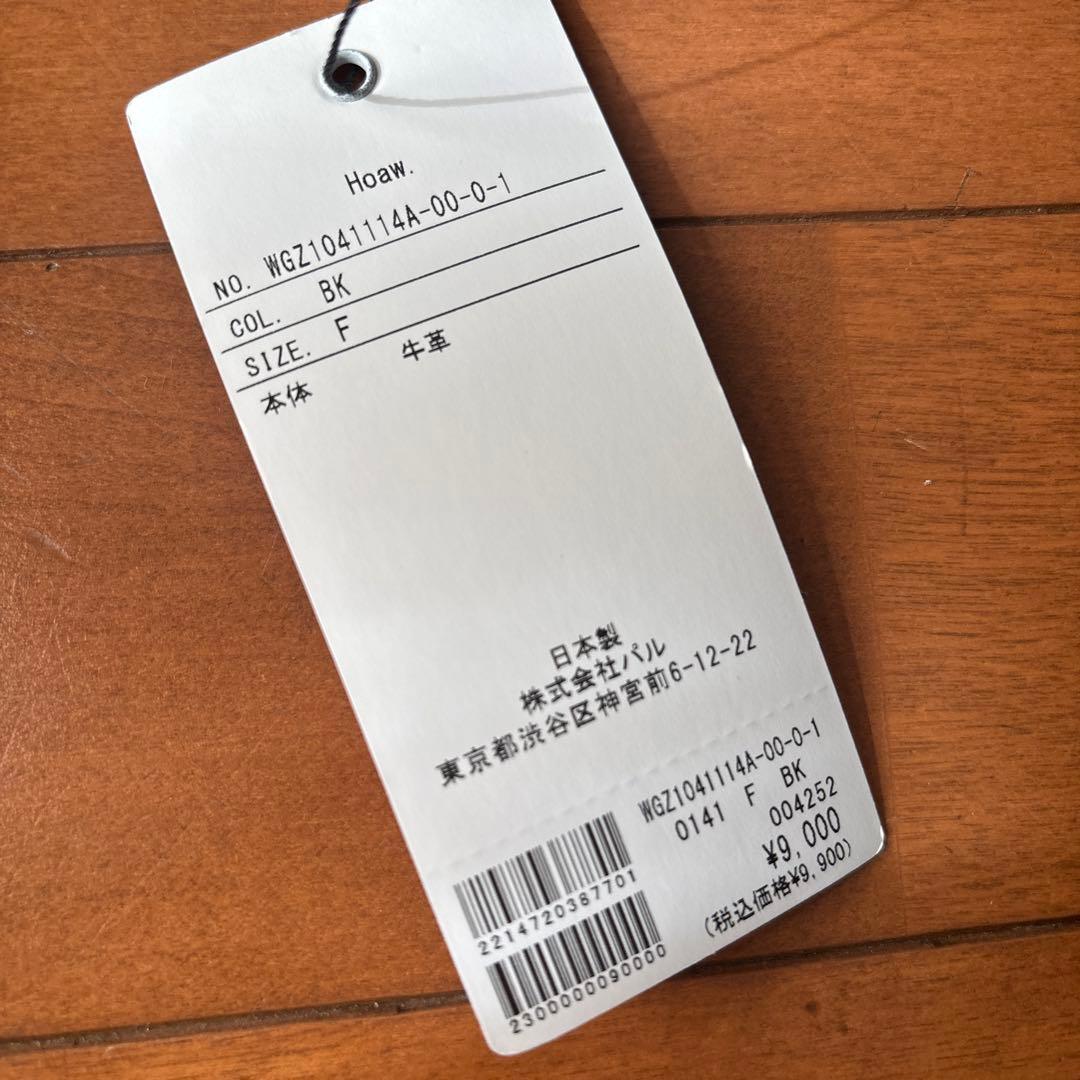 Hoaw.
NO. WGZ1041114A-00-0-1
COL. BK
SIZE. F
本体 牛革
日本製
株式会社パル
東京都渋谷区神宮前6-12-22
WGZ1041114A-00-0-1
0141 F BK
004252
¥9,000
(税込価格¥9,900)
2214720387701
2300000090000